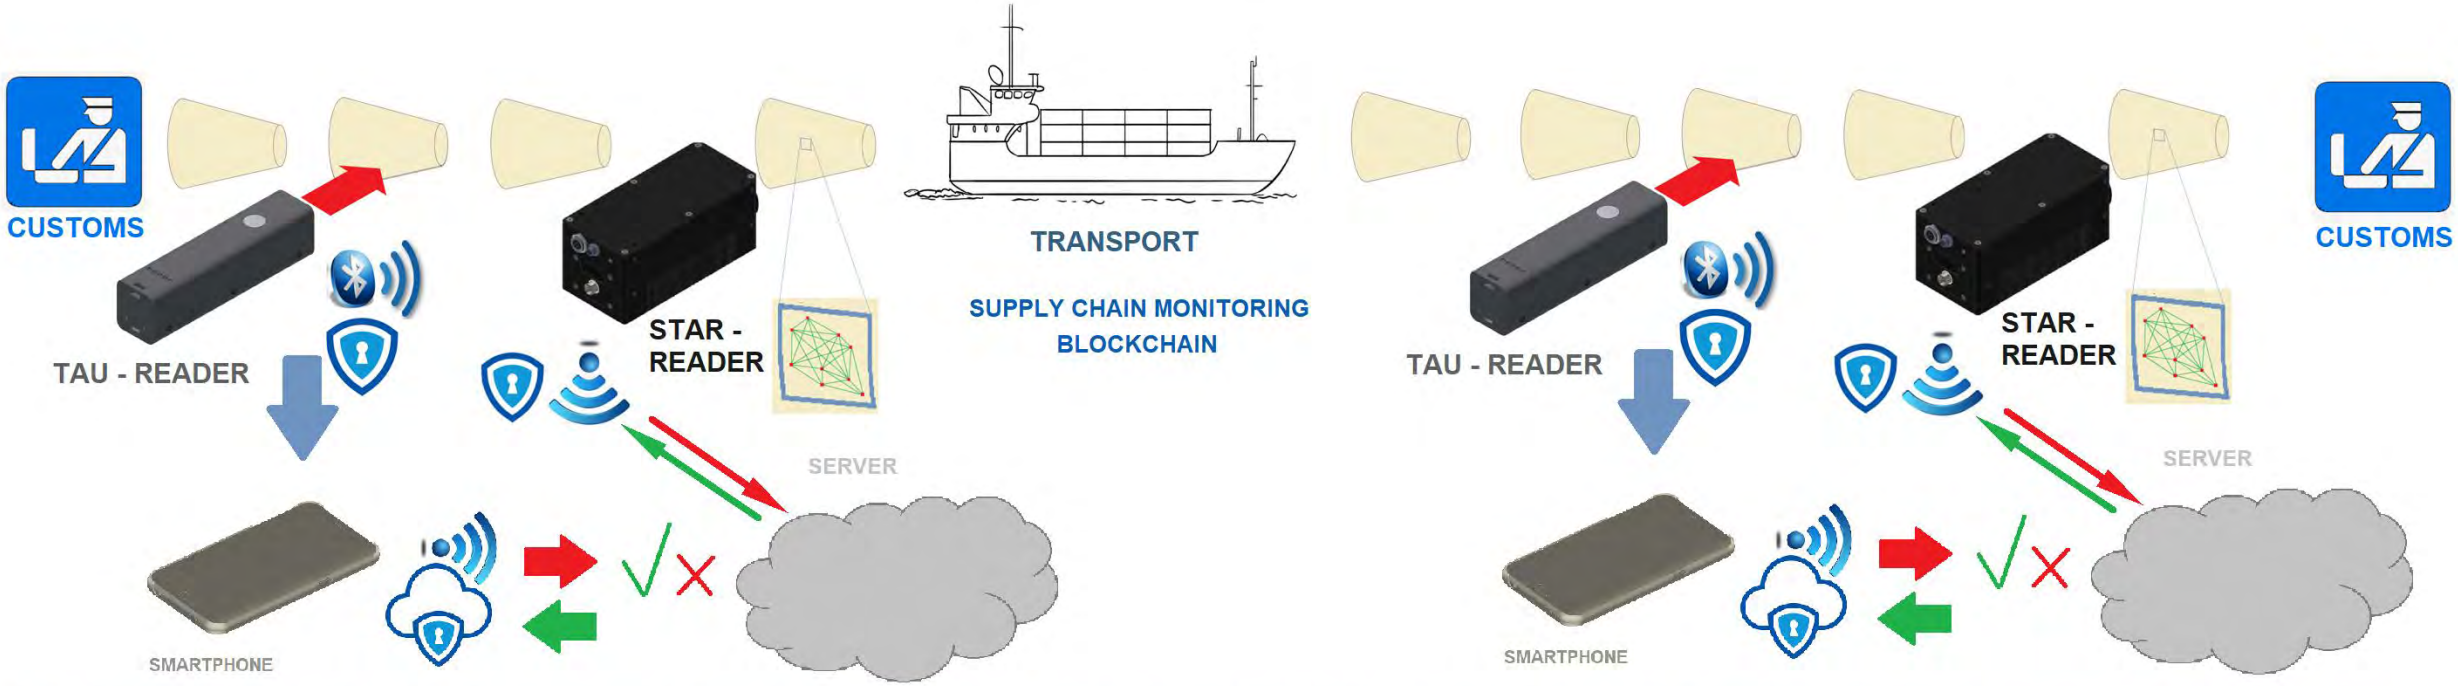 CUSTOMS
TAU - READER
STAR -
READER
SERVER
SMARTPHONE
TRANSPORT
SUPPLY CHAIN MONITORING
BLOCKCHAIN
TAU - READER
STAR -
READER
SERVER
SMARTPHONE
CUSTOMS